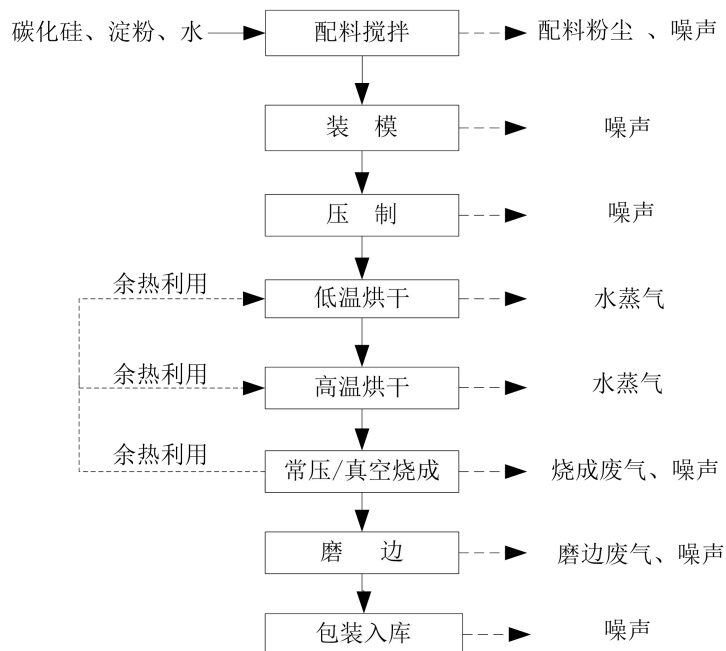 碳化硅、淀粉、水 配料搅拌 配料粉尘 、噪声
装 模 噪声
压 制 噪声
余热利用 低温烘干 水蒸气
余热利用 高温烘干 水蒸气
余热利用 常压/真空烧成 烧成废气、噪声
磨 边 磨边废气、噪声
包装入库 噪声